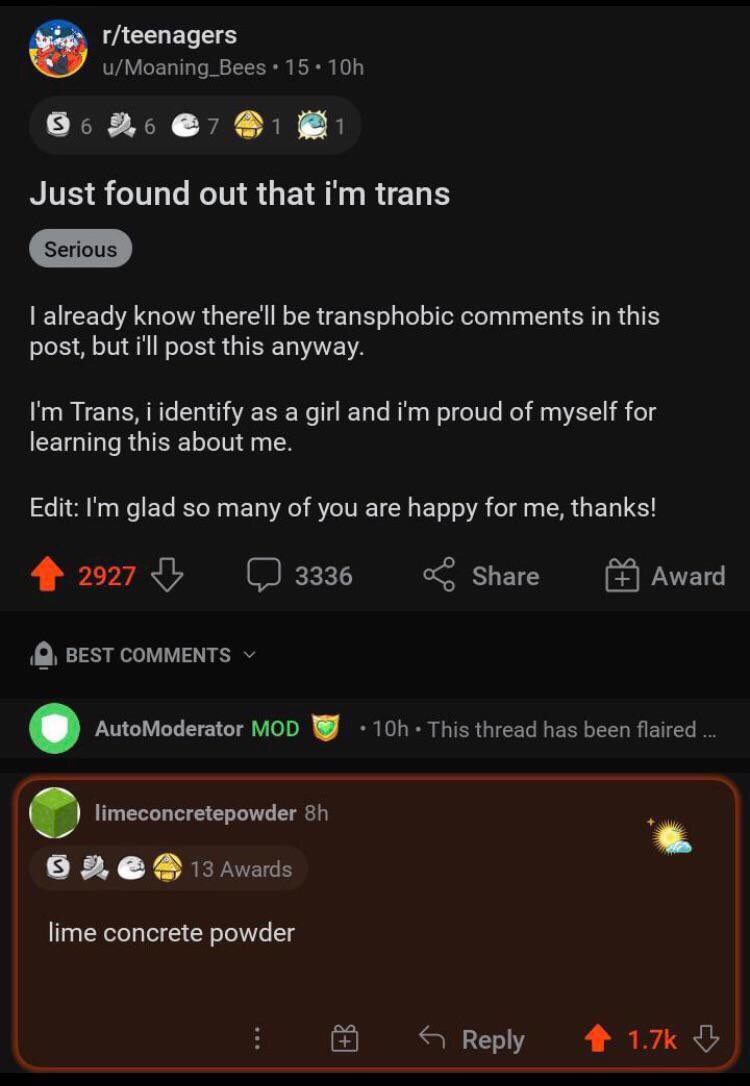 r/teenagers
u/Moaning_Bees • 15 • 10h
S 6 6 7 1 1
Just found out that i'm trans
Serious
I already know there'll be transphobic comments in this
post, but i'll post this anyway.
I'm Trans, i identify as a girl and i'm proud of myself for
learning this about me.
Edit: I'm glad so many of you are happy for me, thanks!
2927 3336 Share Award
BEST COMMENTS
AutoModerator MOD • 10h • This thread has been flaired ...
limeconcretepowder 8h
S 13 Awards
lime concrete powder
Reply 1.7k